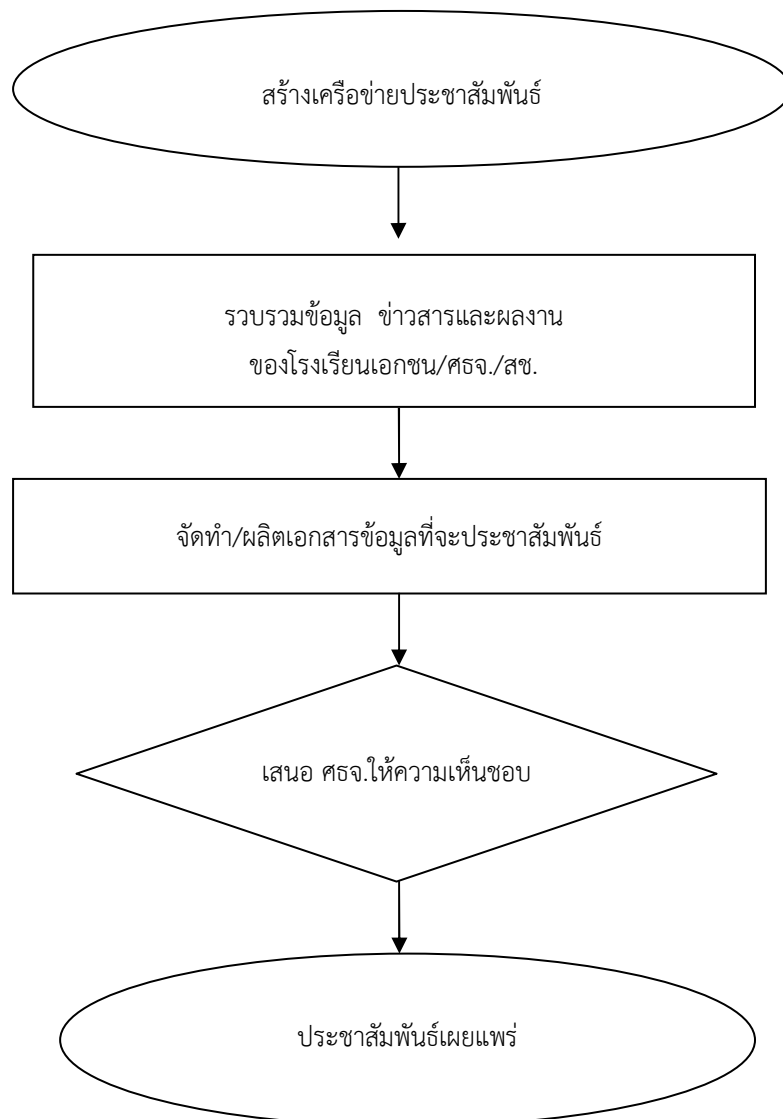 สร้างเครือข่ายประชาสัมพันธ์
รวบรวมข้อมูล ข่าวสารและผลงาน
ของโรงเรียนเอกชน/ศธจ./สช.
จัดทำ/ผลิตเอกสารข้อมูลที่จะประชาสัมพันธ์
เสนอ ศธจ.ให้ความเห็นชอบ
ประชาสัมพันธ์เผยแพร่